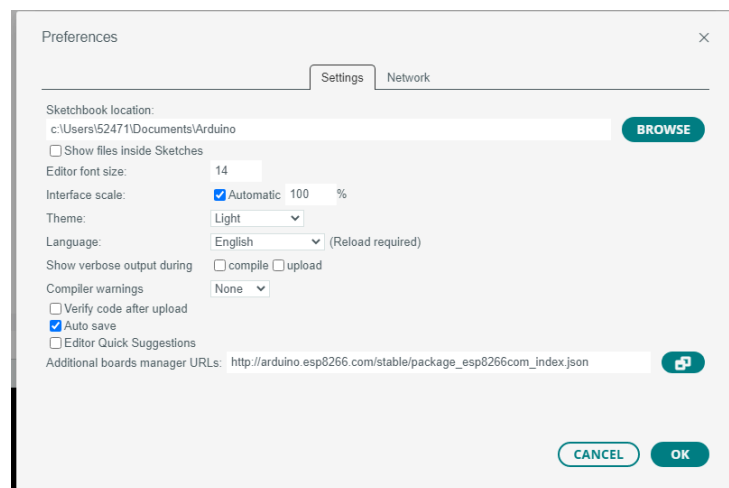 Preferences
Settings Network
Sketchbook location:
c:\Users\52471\Documents\Arduino BROWSE
Show files inside Sketches
Editor font size: 14
Interface scale: Automatic 100 %
Theme: Light
Language: English (Reload required)
Show verbose output during compile upload
Compiler warnings None
Verify code after upload
Auto save
Editor Quick Suggestions
Additional boards manager URLs: http://arduino.esp8266.com/stable/package_esp8266com_index.json
CANCEL OK